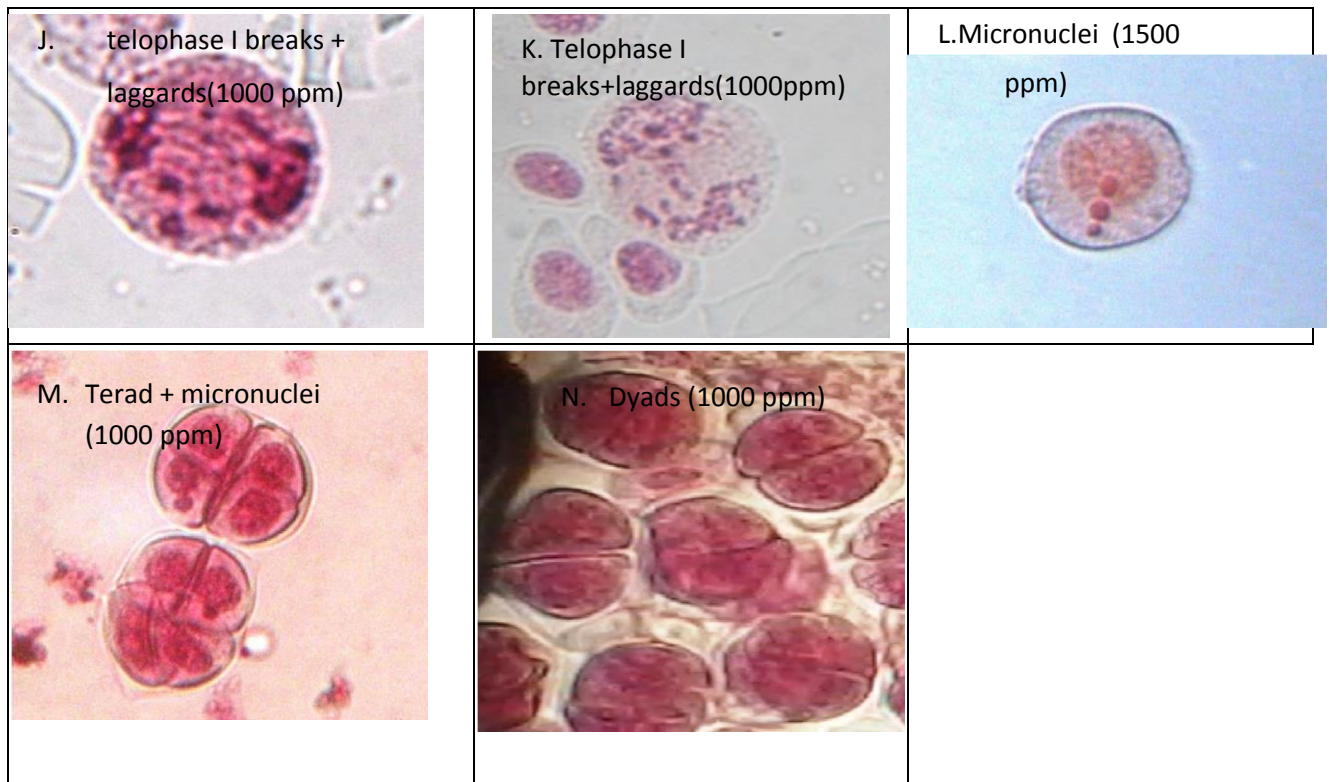 J. telophase I breaks +
laggards(1000 ppm)
K. Telophase I
breaks+laggards(1000ppm)
L.Micronuclei (1500
ppm)
M. Terad + micronuclei
(1000 ppm)
N. Dyads (1000 ppm)